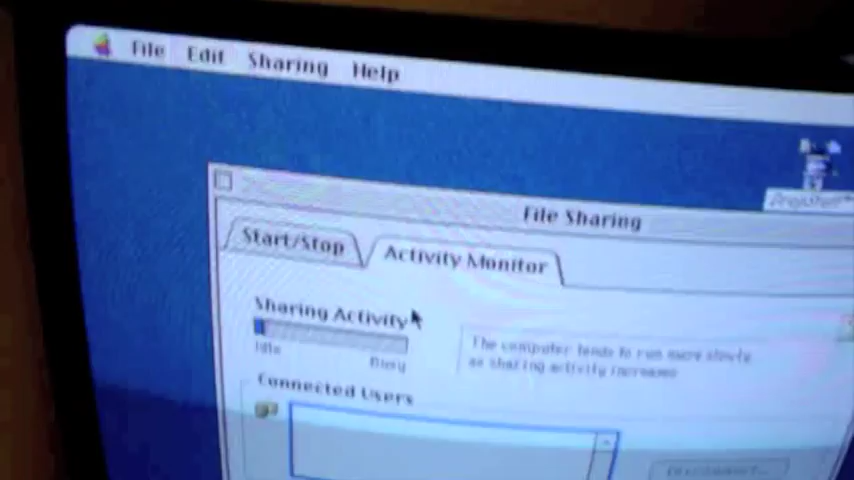 File Edit Sharing Help
File Sharing
Start/Stop Activity Monitor
Sharing Activity
Idle
Busy
The computer tends to run more slowly
as sharing activity increases
Connected Users